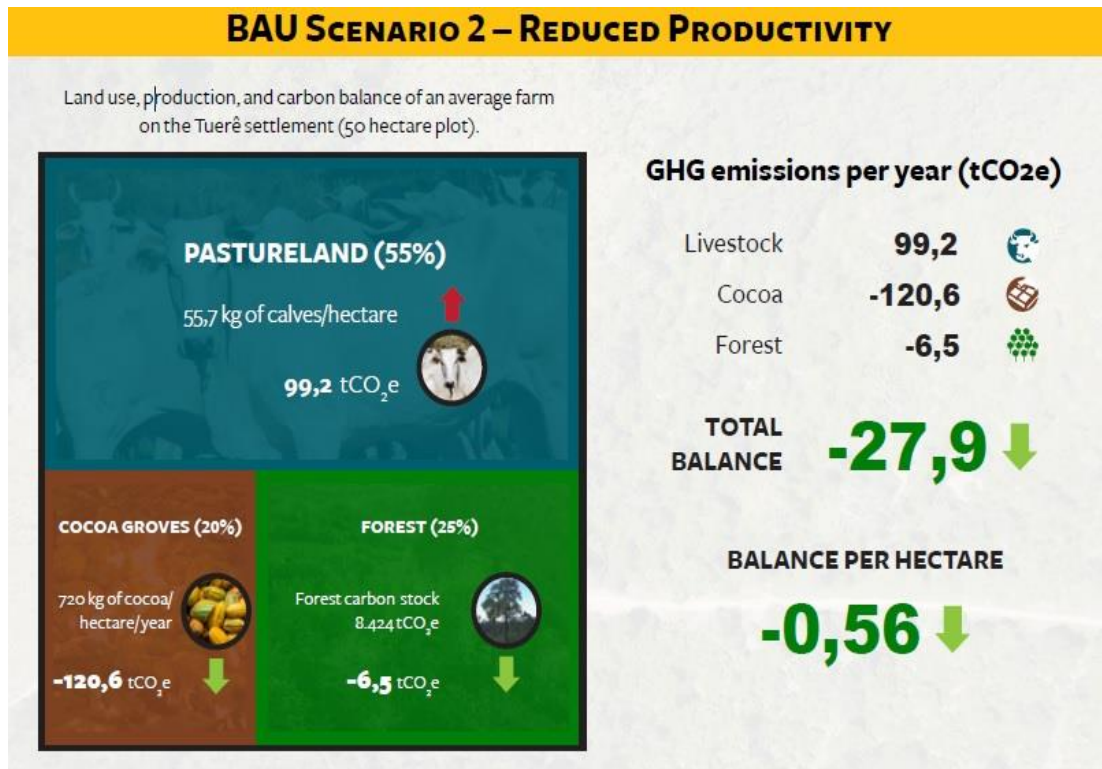 BAU SCENARIO 2 – REDUCED PRODUCTIVITY
Land use, production, and carbon balance of an average farm
on the Tuerê settlement (50 hectare plot).
PASTURELAND (55%)
55,7 kg of calves/hectare
99,2 tCO₂e
COCOA GROVES (20%)
720 kg of cocoa/
hectare/year
-120,6 tCO₂e
FOREST (25%)
Forest carbon stock
8.424 tCO₂e
-6,5 tCO₂e
GHG emissions per year (tCO2e)
Livestock 99,2
Cocoa -120,6
Forest -6,5
TOTAL
BALANCE
-27,9
BALANCE PER HECTARE
-0,56